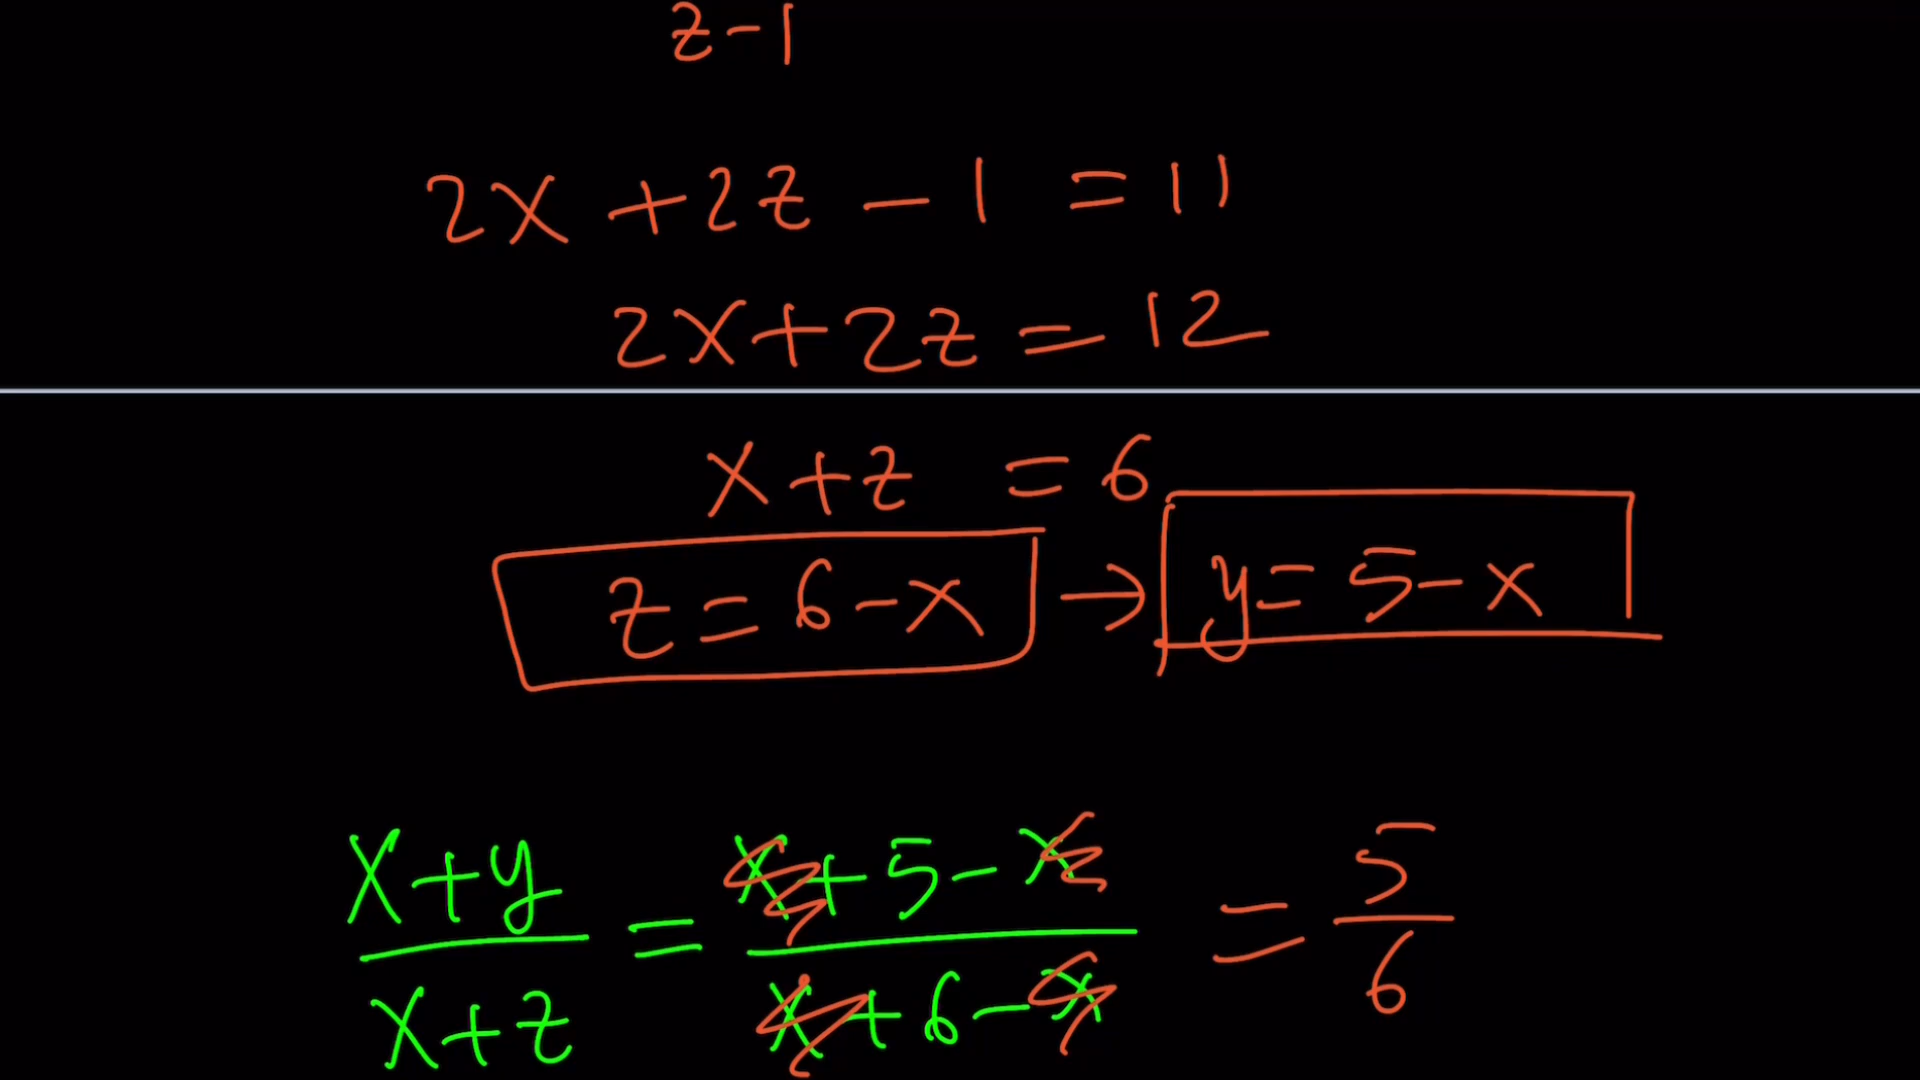 z-1
2x+2z-1=11
2x+2z=12
x+z=6
z=6-x → y=5-x
x+y/x+z = x+5-x/x+6-x = 5/6